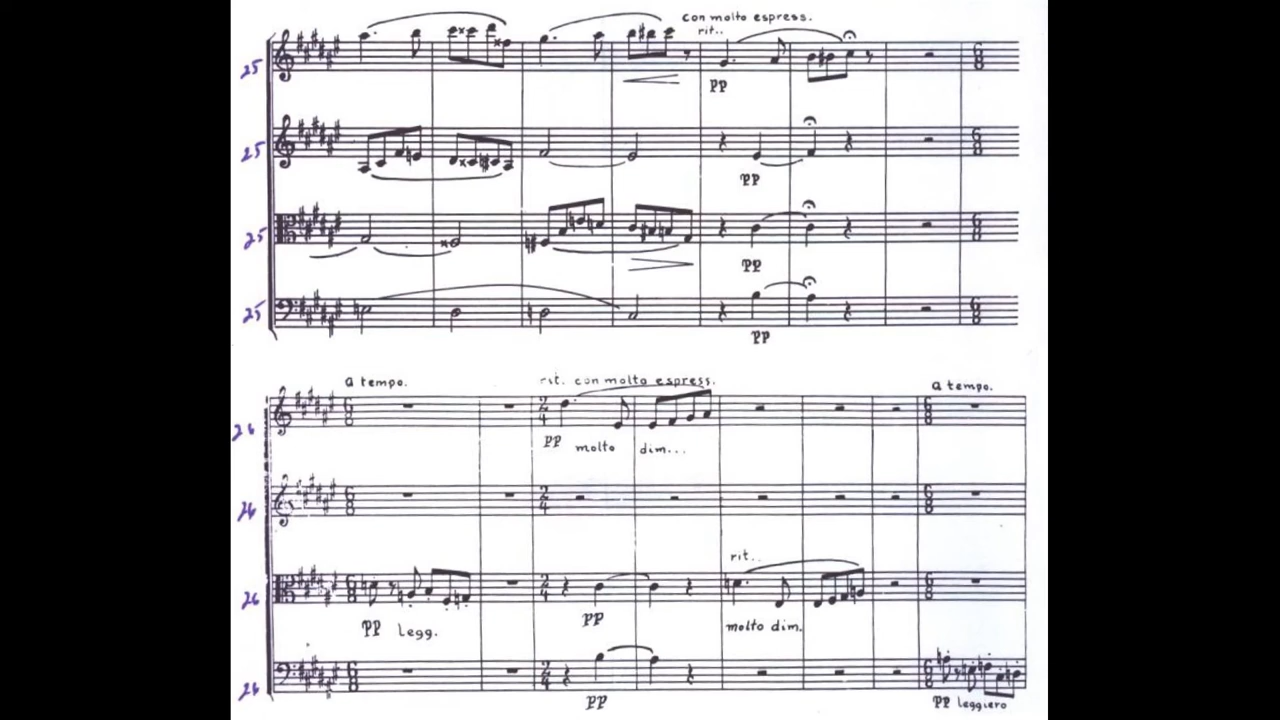 con molto espress.
rit..
25
pp
25
pp
25
pp
25
pp
a tempo.
rit. con molto espress.
a tempo.
26
pp molto dim...
26
rit..
26
pp Legg.
pp
molto dim.
26
pp
pp leggiero